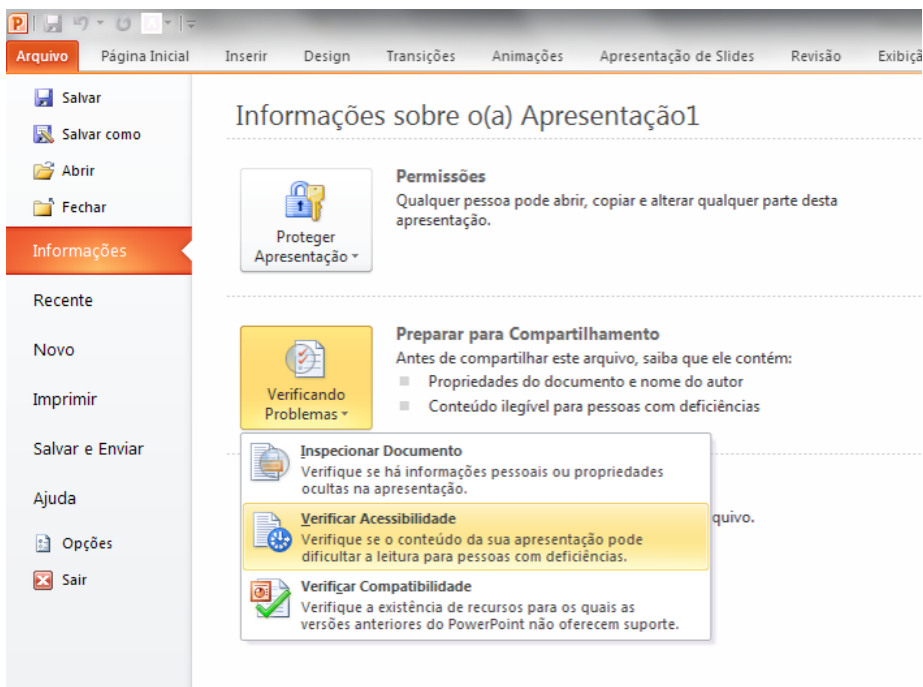 Arquivo Página Inicial Inserir Design Transições Animações Apresentação de Slides Revisão
Salvar
Salvar como
Abrir
Fechar
Informações
Recente
Novo
Imprimir
Salvar e Enviar
Ajuda
Opções
Sair
Informações sobre o(a) Apresentação1
Proteger
Apresentação
Permissões
Qualquer pessoa pode abrir, copiar e alterar qualquer parte desta
apresentação.
Verificando
Problemas
Preparar para Compartilhamento
Antes de compartilhar este arquivo, saiba que ele contém:
Propriedades do documento e nome do autor
Conteúdo ilegível para pessoas com deficiências
Inspecionar Documento
Verifique se há informações pessoais ou propriedades
ocultas na apresentação.
Verificar Acessibilidade
Verifique se o conteúdo da sua apresentação pode
dificultar a leitura para pessoas com deficiências.
Verificar Compatibilidade
Verifique a existência de recursos para os quais as
versões anteriores do PowerPoint não oferecem suporte.